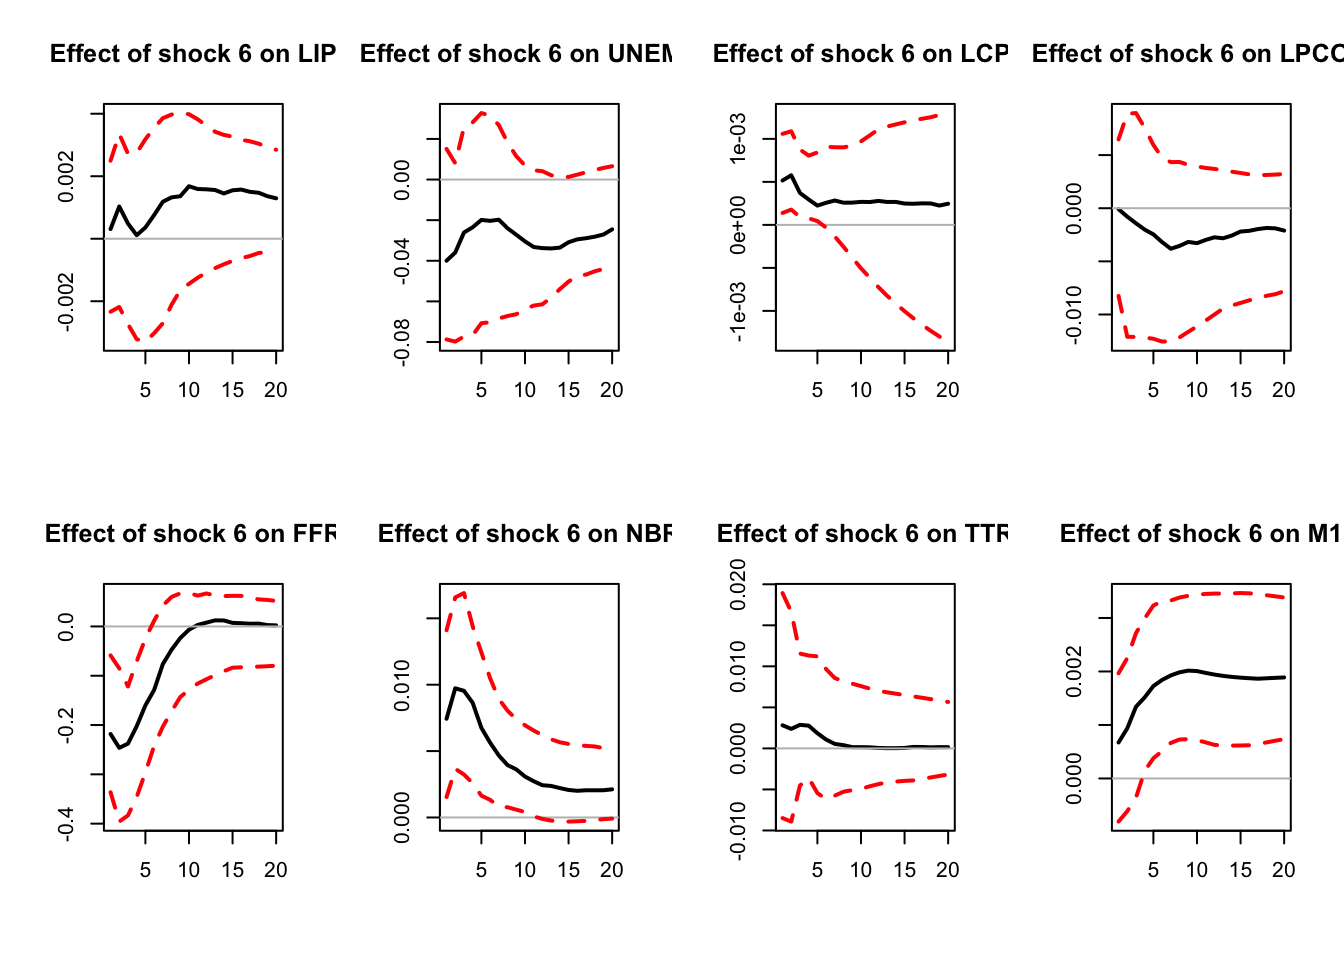 Effect of shock 6 on LIP
Effect of shock 6 on UNEM
Effect of shock 6 on LCP
Effect of shock 6 on LPCO
0.002
-0.002
5 10 15 20
0.00
-0.04
-0.08
5 10 15 20
1e-03
0e+00
-1e-03
5 10 15 20
0.000
-0.010
5 10 15 20
Effect of shock 6 on FFR
Effect of shock 6 on NBR
Effect of shock 6 on TTR
Effect of shock 6 on M1
0.0
-0.2
-0.4
5 10 15 20
0.010
0.000
5 10 15 20
0.020
0.010
0.000
-0.010
5 10 15 20
0.002
0.000
5 10 15 20